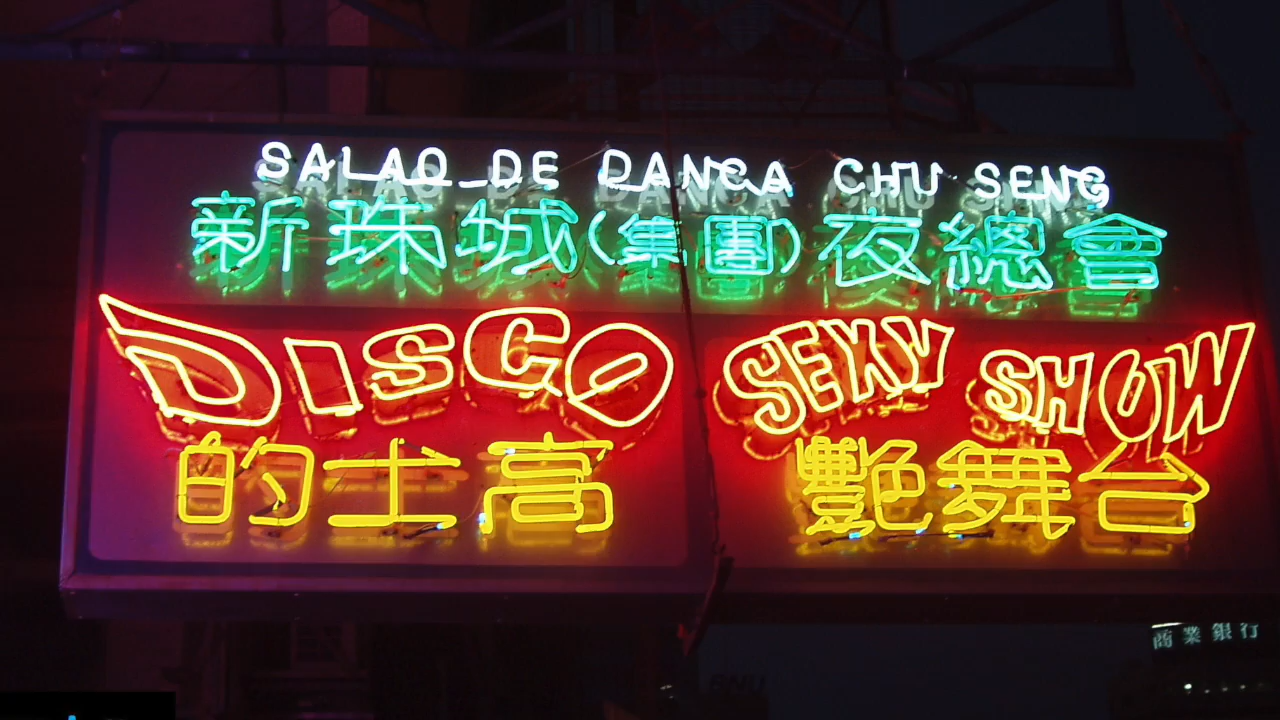 SALAO DE DANCA CHU SENG
新珠城(集團)夜總會
DISCO SEXY SHOW
的士高 艷舞台
商業銀行
BNU